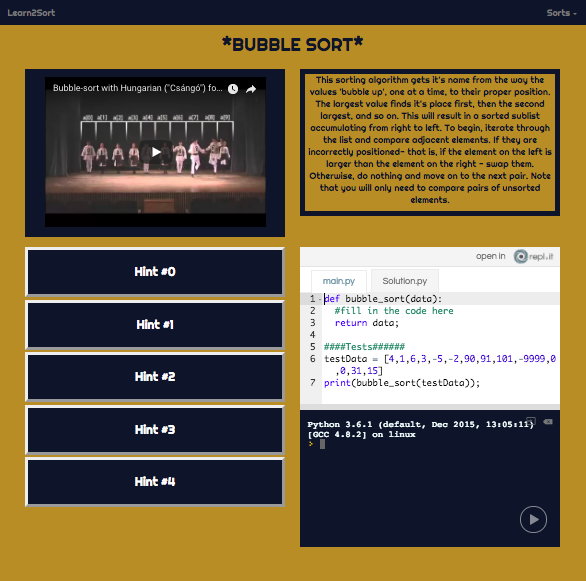 Learn2Sort
Sorts
*BUBBLE SORT*
Bubble-sort with Hungarian ("Csángó") fo...
a[0] a[1] a[2] a[3] a[4] a[5] a[6] a[7] a[8] a[9]
This sorting algorithm gets it's name from the way the
values 'bubble up', one at a time, to their proper position.
The largest value finds it's place first, then the second
largest, and so on. This will result in a sorted sublist
accumulating from right to left. To begin, iterate through
the list and compare adjacent elements. If they are
incorrectly positioned- that is, if the element on the left is
larger than the element on the right - swap them.
Otherwise, do nothing and move on to the next pair. Note
that you will only need to compare pairs of unsorted
elements.
Hint #0
Hint #1
Hint #2
Hint #3
Hint #4
open in repl.it
main.py Solution.py
1 def bubble_sort(data):
2 #fill in the code here
3 return data;
4
5 ####Tests######
6 testData = [4,1,6,3,-5,-2,90,91,101,-9999,0
,0,31,15]
7 print(bubble_sort(testData));
Python 3.6.1 (default, Dec 2015, 13:05:11)
[GCC 4.8.2] on linux
>